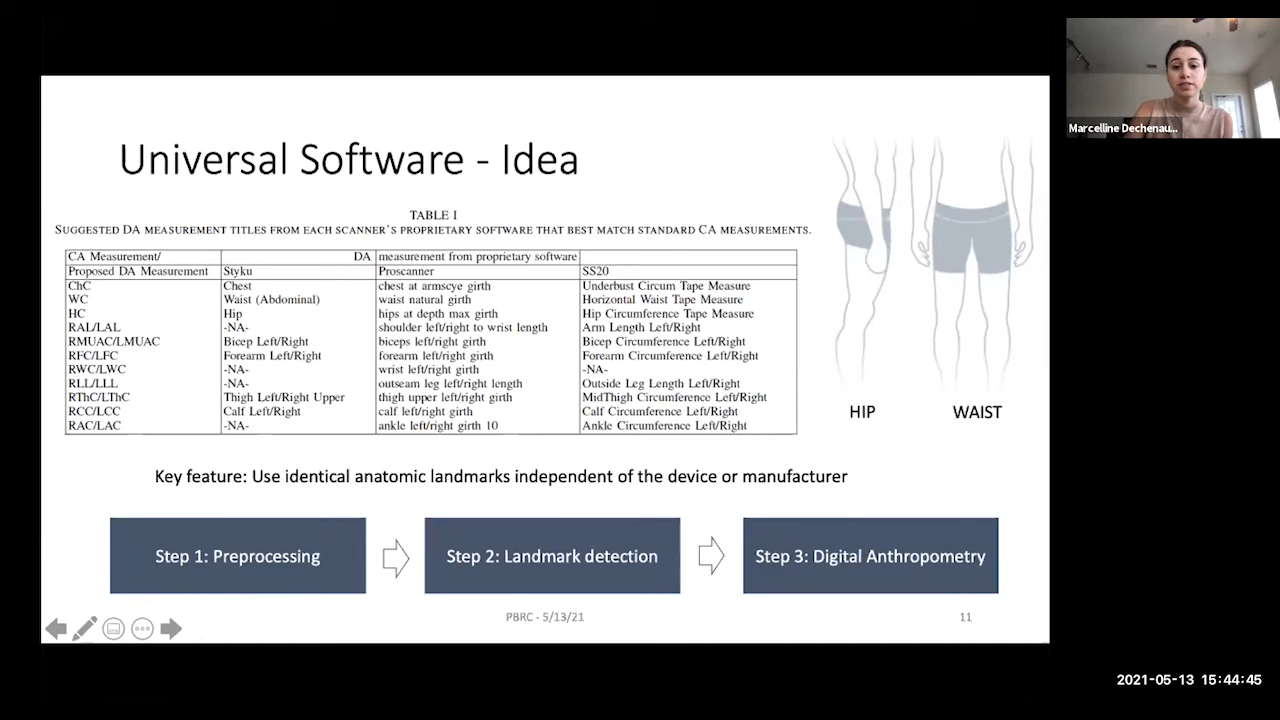 Marcelline Dechenau...
Universal Software - Idea
TABLE I
SUGGESTED DA MEASUREMENT TITLES FROM EACH SCANNER'S PROPRIETARY SOFTWARE THAT BEST MATCH STANDARD CA MEASUREMENTS.
CA Measurement/ DA measurement from proprietary software
Proposed DA Measurement Styku Proscanner SS20
ChC Chest chest at armscye girth Underbust Circum Tape Measure
WC Waist (Abdominal) waist natural girth Horizontal Waist Tape Measure
HC Hip hips at depth max girth Hip Circumference Tape Measure
RAL/LAL -NA- shoulder left/right to wrist length Arm Length Left/Right
RMUAC/LMUAC Bicep Left/Right biceps left/right girth Bicep Circumference Left/Right
RFC/LFC Forearm Left/Right forearm left/right girth Forearm Circumference Left/Right
RWC/LWC -NA- wrist left/right girth -NA-
RLL/LLL -NA- outseam leg left/right length Outside Leg Length Left/Right
RThC/LThC Thigh Left/Right Upper thigh upper left/right girth MidThigh Circumference Left/Right
RCC/LCC Calf Left/Right calf left/right girth Calf Circumference Left/Right
RAC/LAC -NA- ankle left/right girth 10 Ankle Circumference Left/Right
HIP WAIST
Key feature: Use identical anatomic landmarks independent of the device or manufacturer
Step 1: Preprocessing Step 2: Landmark detection Step 3: Digital Anthropometry
PBRC - 5/13/21 11
2021-05-13 15:44:45